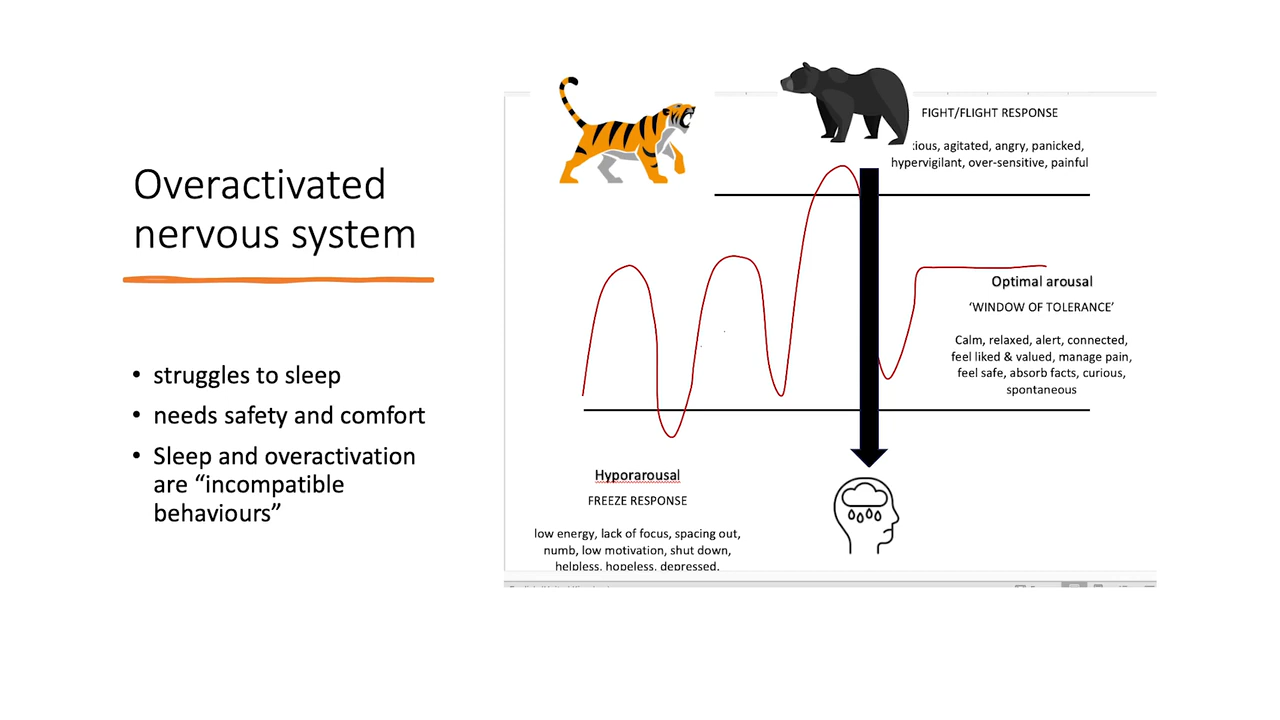 Overactivated
nervous system
• struggles to sleep
• needs safety and comfort
• Sleep and overactivation
are “incompatible
behaviours”
FIGHT/FLIGHT RESPONSE
agitated, angry, panicked,
hypervigilant, over-sensitive, painful
Optimal arousal
‘WINDOW OF TOLERANCE’
Calm, relaxed, alert, connected,
feel liked & valued, manage pain,
feel safe, absorb facts, curious,
spontaneous
Hyporarousal
FREEZE RESPONSE
low energy, lack of focus, spacing out,
numb, low motivation, shut down,
helpless, hopeless, depressed,